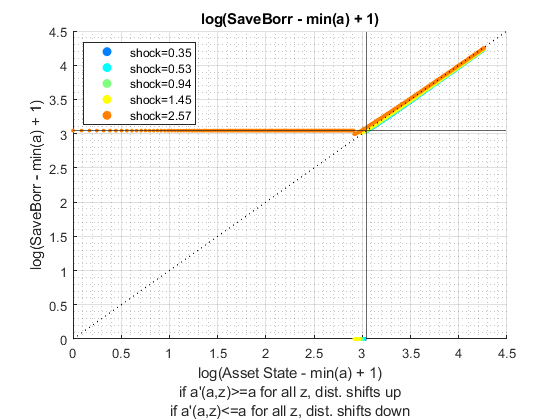 log(SaveBorr - min(a) + 1)
4.5
4
3.5
3
2.5
2
1.5
1
0.5
0
log(SaveBorr - min(a) + 1)
shock=0.35
shock=0.53
shock=0.94
shock=1.45
shock=2.57
0 0.5 1 1.5 2 2.5 3 3.5 4 4.5
log(Asset State - min(a) + 1)
if a'(a,z)>=a for all z, dist. shifts up
if a'(a,z)<=a for all z, dist. shifts down